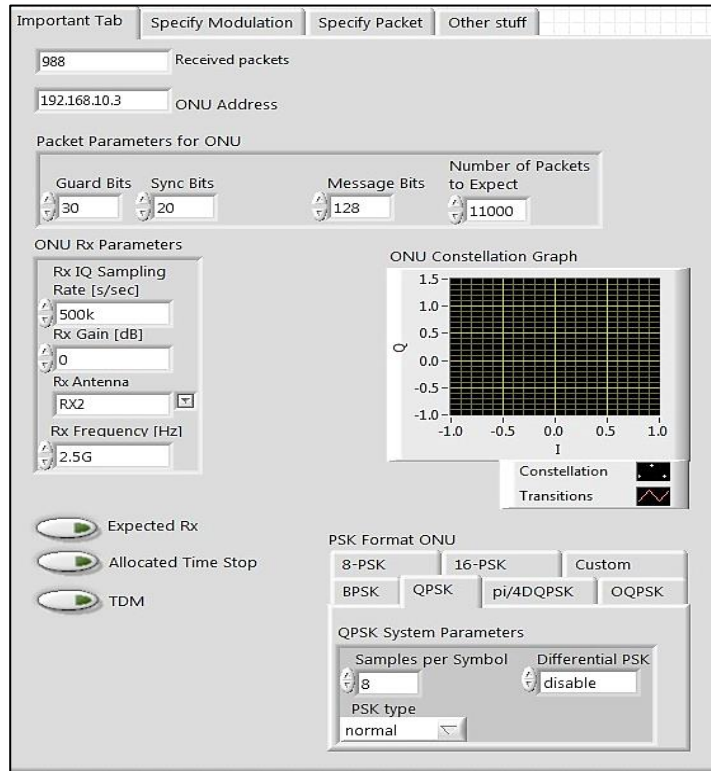 Important Tab Specify Modulation Specify Packet Other stuff
988 Received packets
192.168.10.3 ONU Address
Packet Parameters for ONU
Guard Bits Sync Bits Message Bits Number of Packets to Expect
30 20 128 11000
ONU Rx Parameters
Rx IQ Sampling
Rate [s/sec]
500k
Rx Gain [dB]
0
Rx Antenna
RX2
Rx Frequency [Hz]
2.5G
ONU Constellation Graph
1.5
1.0
0.5
0.0
-0.5
-1.0
Q
-1.0 -0.5 0.0 0.5 1.0
I
Constellation
Transitions
Expected Rx
Allocated Time Stop
TDM
PSK Format ONU
8-PSK 16-PSK Custom
BPSK QPSK pi/4DQPSK OQPSK
QPSK System Parameters
Samples per Symbol Differential PSK
8 disable
PSK type
normal